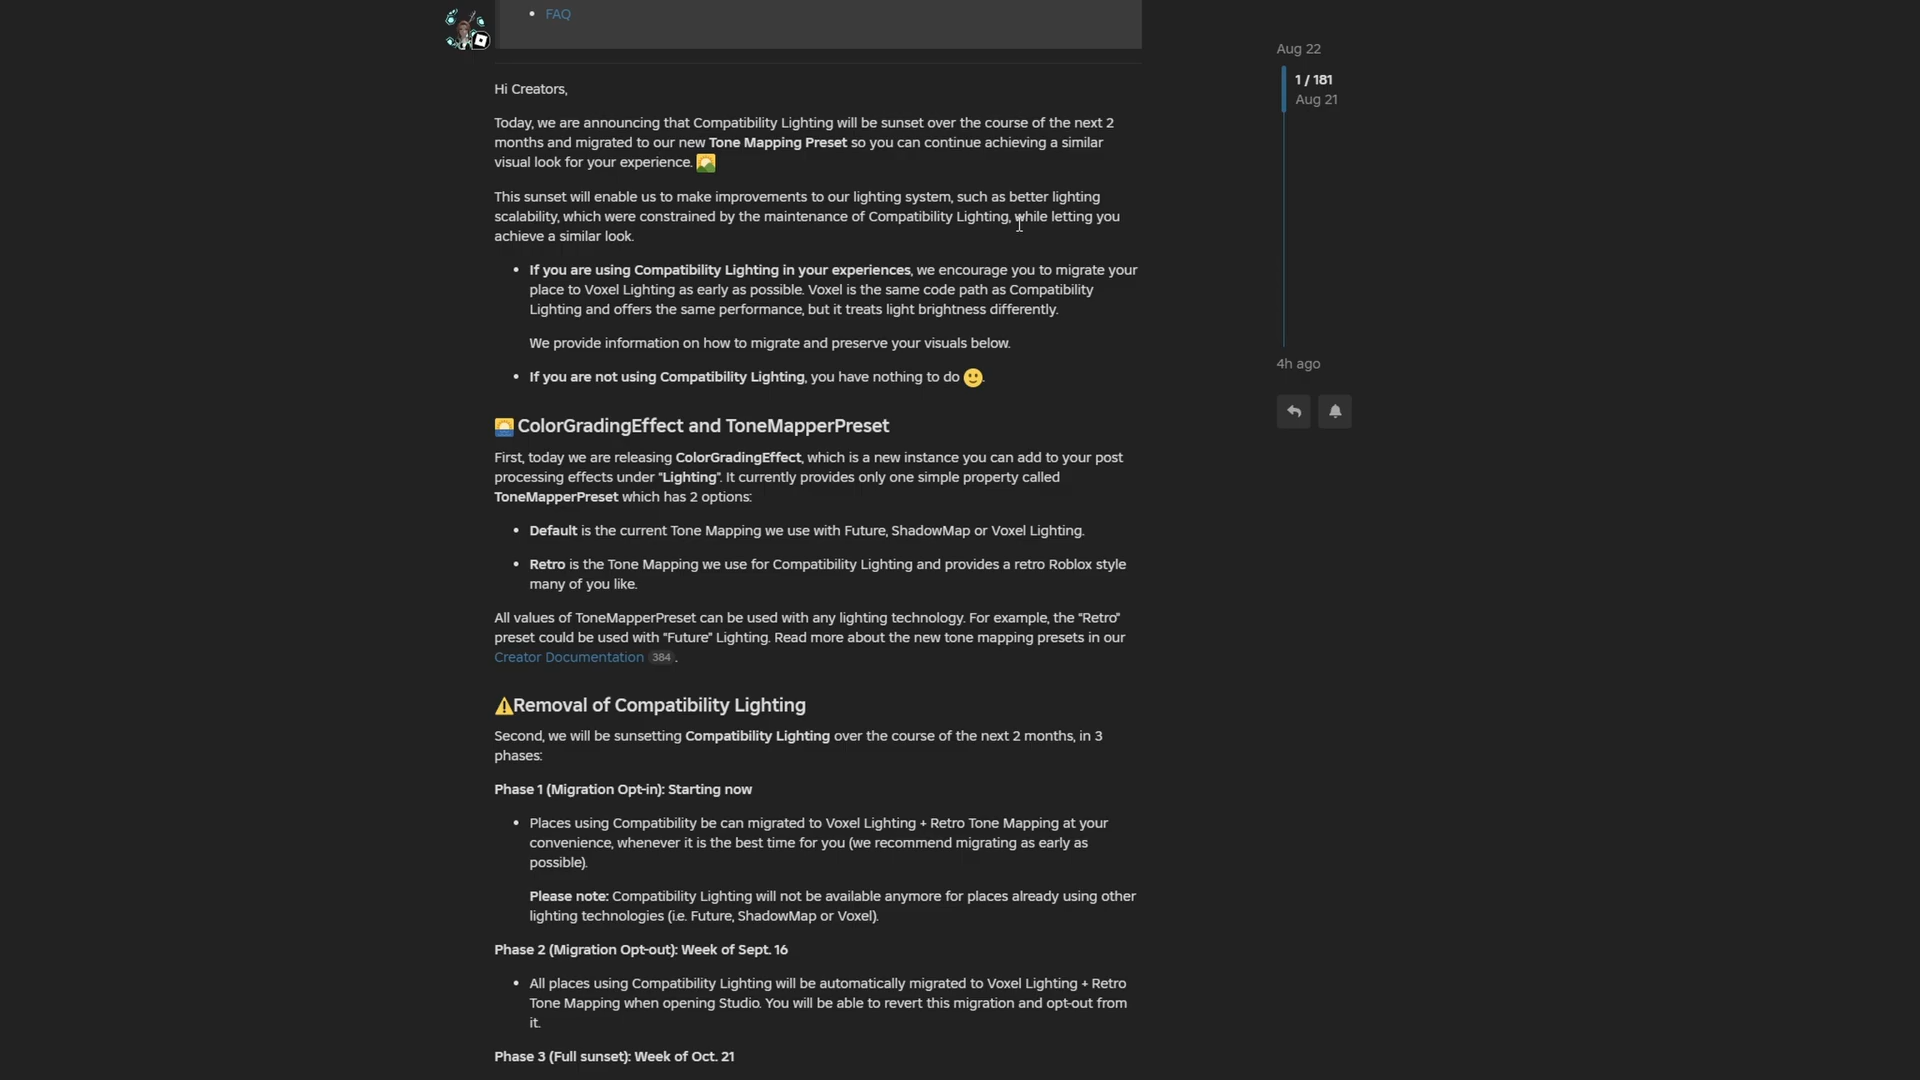 FAQ
Aug 22
1 / 181
Aug 21
Hi Creators,
Today, we are announcing that Compatibility Lighting will be sunset over the course of the next 2
months and migrated to our new Tone Mapping Preset so you can continue achieving a similar
visual look for your experience.
This sunset will enable us to make improvements to our lighting system, such as better lighting
scalability, which were constrained by the maintenance of Compatibility Lighting, while letting you
achieve a similar look.
If you are using Compatibility Lighting in your experiences, we encourage you to migrate your
place to Voxel Lighting as early as possible. Voxel is the same code path as Compatibility
Lighting and offers the same performance, but it treats light brightness differently.
We provide information on how to migrate and preserve your visuals below.
4h ago
If you are not using Compatibility Lighting, you have nothing to do 🙂.
ColorGradingEffect and ToneMapperPreset
First, today we are releasing ColorGradingEffect, which is a new instance you can add to your post
processing effects under "Lighting". It currently provides only one simple property called
ToneMapperPreset which has 2 options:
Default is the current Tone Mapping we use with Future, ShadowMap or Voxel Lighting.
Retro is the Tone Mapping we use for Compatibility Lighting and provides a retro Roblox style
many of you like.
All values of ToneMapperPreset can be used with any lighting technology. For example, the "Retro"
preset could be used with "Future" Lighting. Read more about the new tone mapping presets in our
Creator Documentation 384.
⚠️Removal of Compatibility Lighting
Second, we will be sunsetting Compatibility Lighting over the course of the next 2 months, in 3
phases:
Phase 1 (Migration Opt-in): Starting now
Places using Compatibility be can migrated to Voxel Lighting + Retro Tone Mapping at your
convenience, whenever it is the best time for you (we recommend migrating as early as
possible).
Please note: Compatibility Lighting will not be available anymore for places already using other
lighting technologies (i.e. Future, ShadowMap or Voxel).
Phase 2 (Migration Opt-out): Week of Sept. 16
All places using Compatibility Lighting will be automatically migrated to Voxel Lighting + Retro
Tone Mapping when opening Studio. You will be able to revert this migration and opt-out from
it.
Phase 3 (Full sunset): Week of Oct. 21